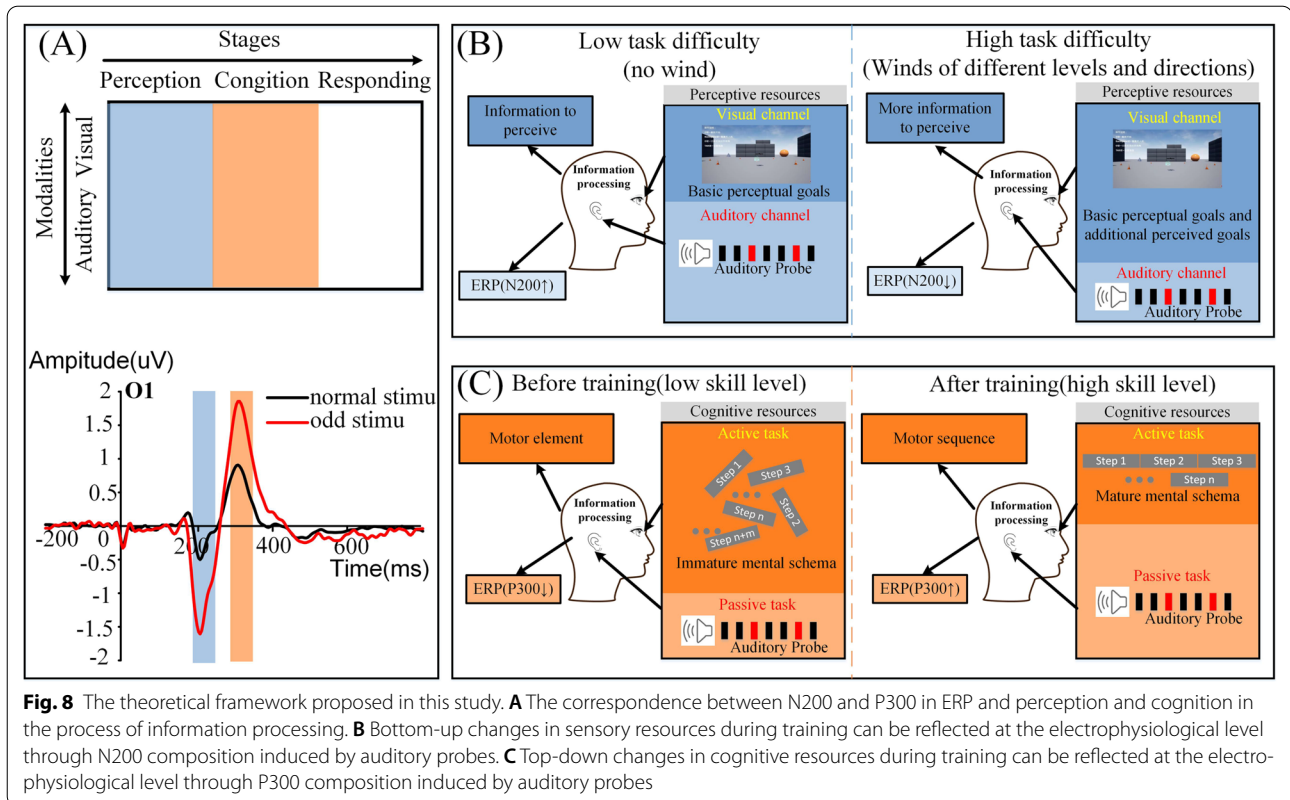 (A)
Stages
Perception Congition Responding
Modalities
Auditory Visual
Ampitude(uV)
O1
normal stimu
odd stimu
2
1.5
1
0.5
-200 0 200 400 600
Time(ms)
-0.5
-1
-1.5
-2
(B)
Low task difficulty
(no wind)
Information to
perceive
Information
processing
ERP(N200↑)
Perceptive resources
Visual channel
Basic perceptual goals
Auditory channel
Auditory Probe
High task difficulty
(Winds of different levels and directions)
More information
to perceive
Information
processing
ERP(N200↓)
Perceptive resources
Visual channel
Basic perceptual goals and
additional perceived goals
Auditory channel
Auditory Probe
(C)
Before training(low skill level)
Motor element
Information
processing
ERP(P300↓)
Cognitive resources
Active task
Step 1
Step 3
Step n
Step 2
Step n+m
Immature mental schema
Passive task
Auditory Probe
After training(high skill level)
Motor sequence
Information
processing
ERP(P300↑)
Cognitive resources
Active task
Step 1 Step 2 Step 3
Step n
Mature mental schema
Passive task
Auditory Probe
Fig. 8 The theoretical framework proposed in this study. A The correspondence between N200 and P300 in ERP and perception and cognition in
the process of information processing. B Bottom-up changes in sensory resources during training can be reflected at the electrophysiological level
through N200 composition induced by auditory probes. C Top-down changes in cognitive resources during training can be reflected at the electro-
physiological level through P300 composition induced by auditory probes